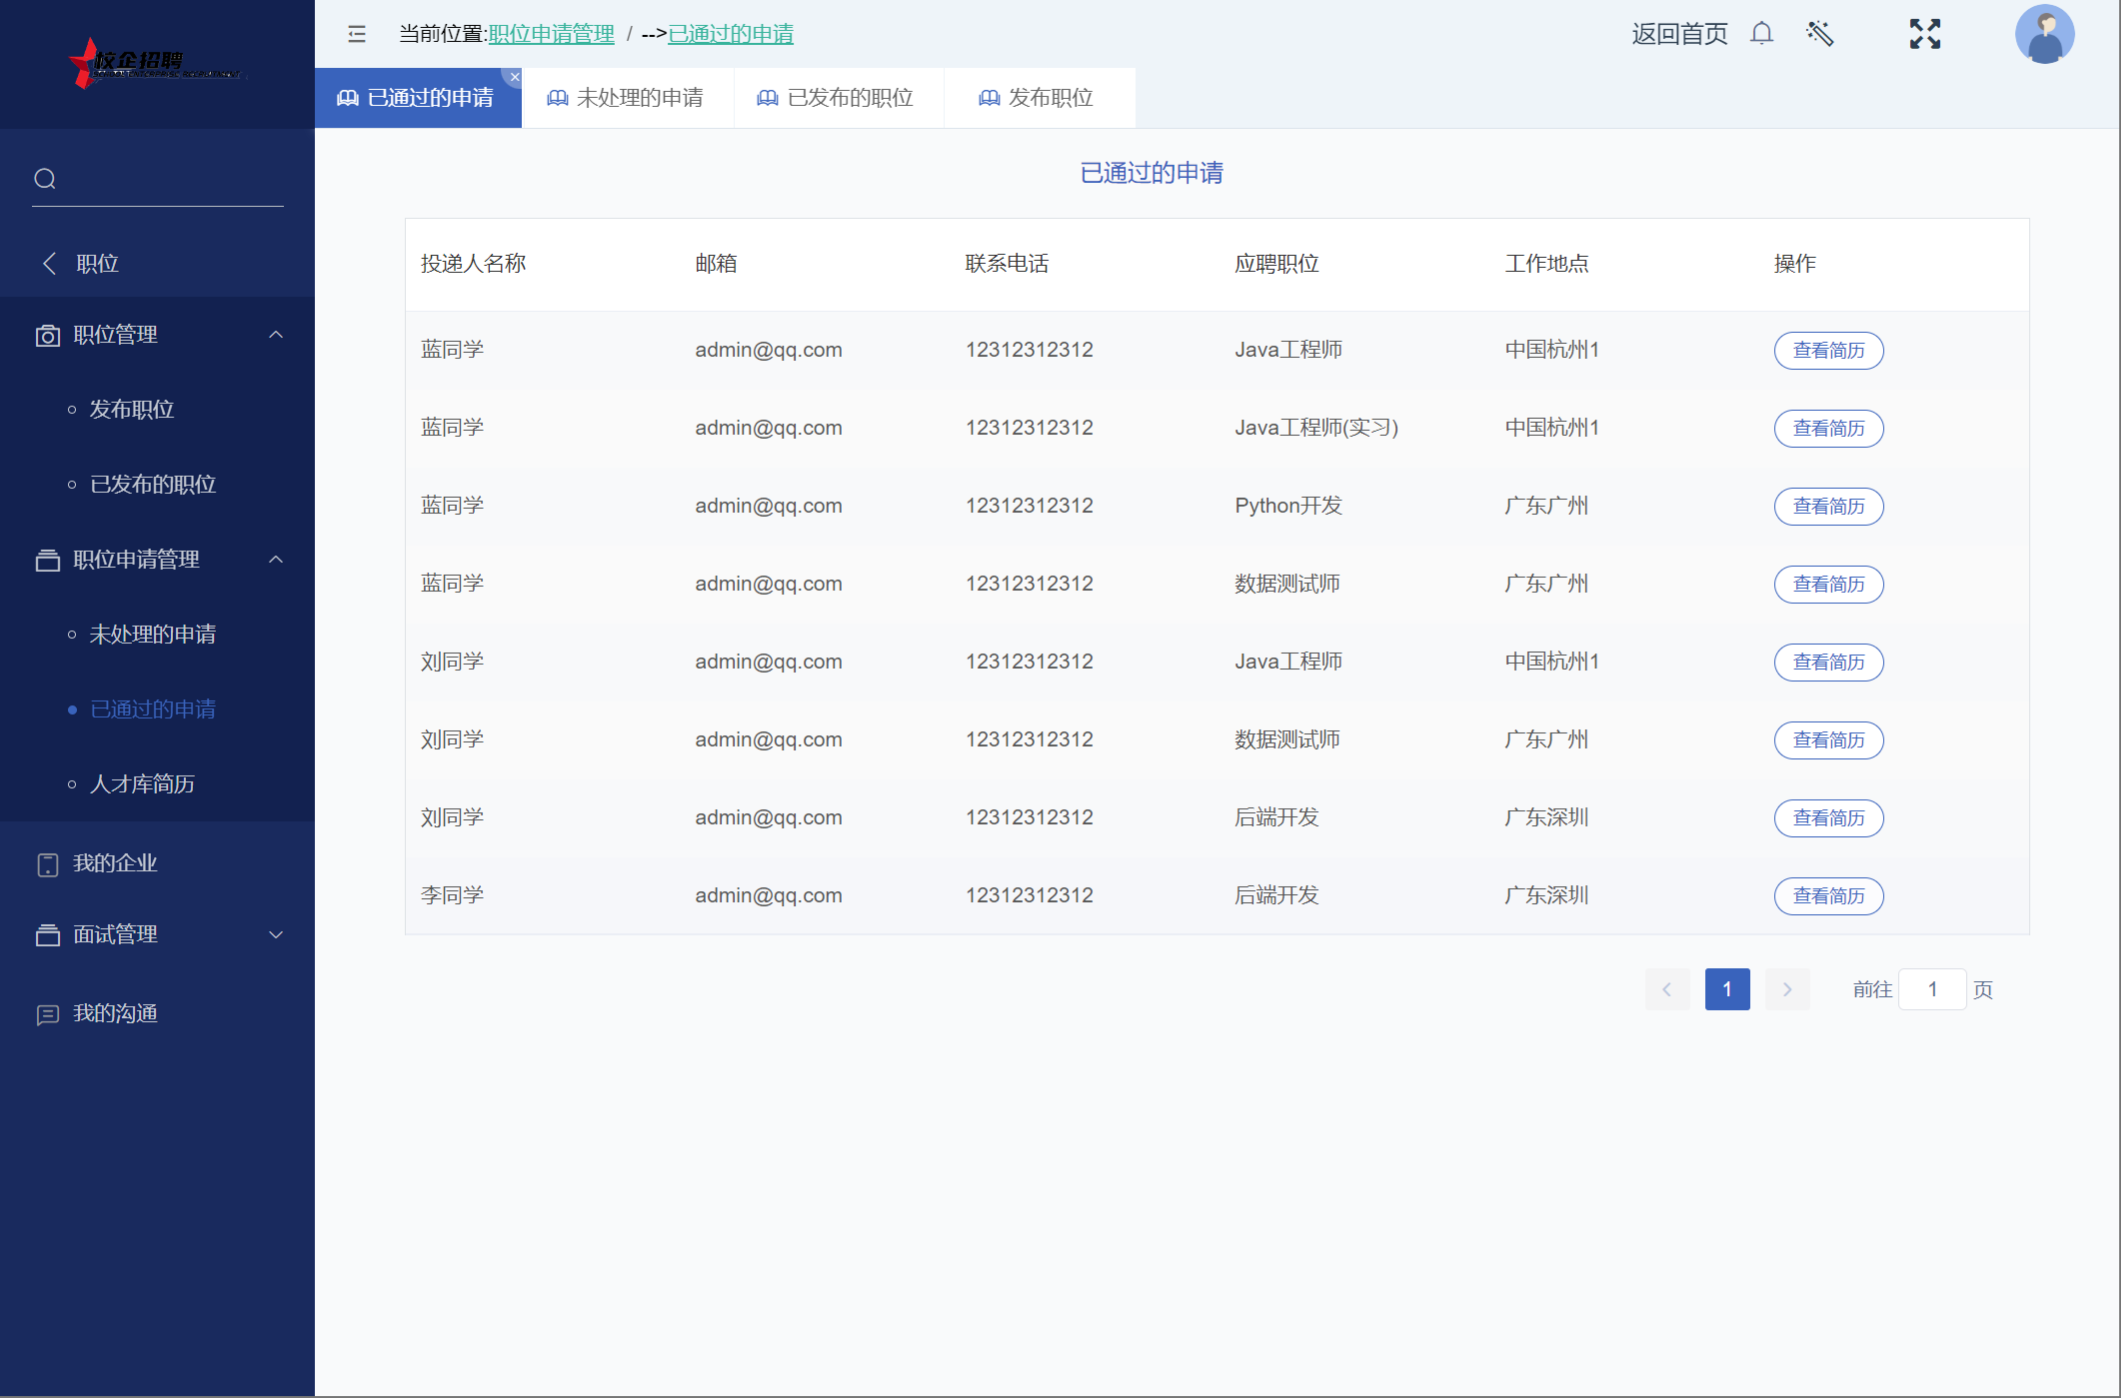 校企招聘
当前位置:职位申请管理 / -->已通过的申请
返回首页
已通过的申请
未处理的申请
已发布的职位
发布职位
职位
职位管理
发布职位
已发布的职位
职位申请管理
未处理的申请
已通过的申请
人才库简历
我的企业
面试管理
我的沟通
已通过的申请
投递人名称 邮箱 联系电话 应聘职位 工作地点 操作
蓝同学 admin@qq.com 12312312312 Java工程师 中国杭州1 查看简历
蓝同学 admin@qq.com 12312312312 Java工程师(实习) 中国杭州1 查看简历
蓝同学 admin@qq.com 12312312312 Python开发 广东广州 查看简历
蓝同学 admin@qq.com 12312312312 数据测试师 广东广州 查看简历
刘同学 admin@qq.com 12312312312 Java工程师 中国杭州1 查看简历
刘同学 admin@qq.com 12312312312 数据测试师 广东广州 查看简历
刘同学 admin@qq.com 12312312312 后端开发 广东深圳 查看简历
李同学 admin@qq.com 12312312312 后端开发 广东深圳 查看简历
1 前往 1 页